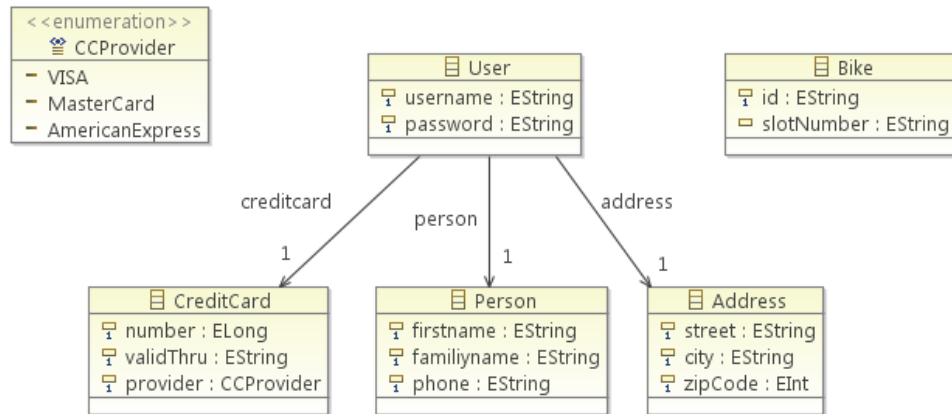 <<enumeration>>
CCProvider
VISA
MasterCard
AmericanExpress
User
username : EString
password : EString
Bike
id : EString
slotNumber : EString
creditcard
person
address
1
1
1
CreditCard
number : ELong
validThru : EString
provider : CCProvider
Person
firstname : EString
familiyname : EString
phone : EString
Address
street : EString
city : EString
zipCode : EInt